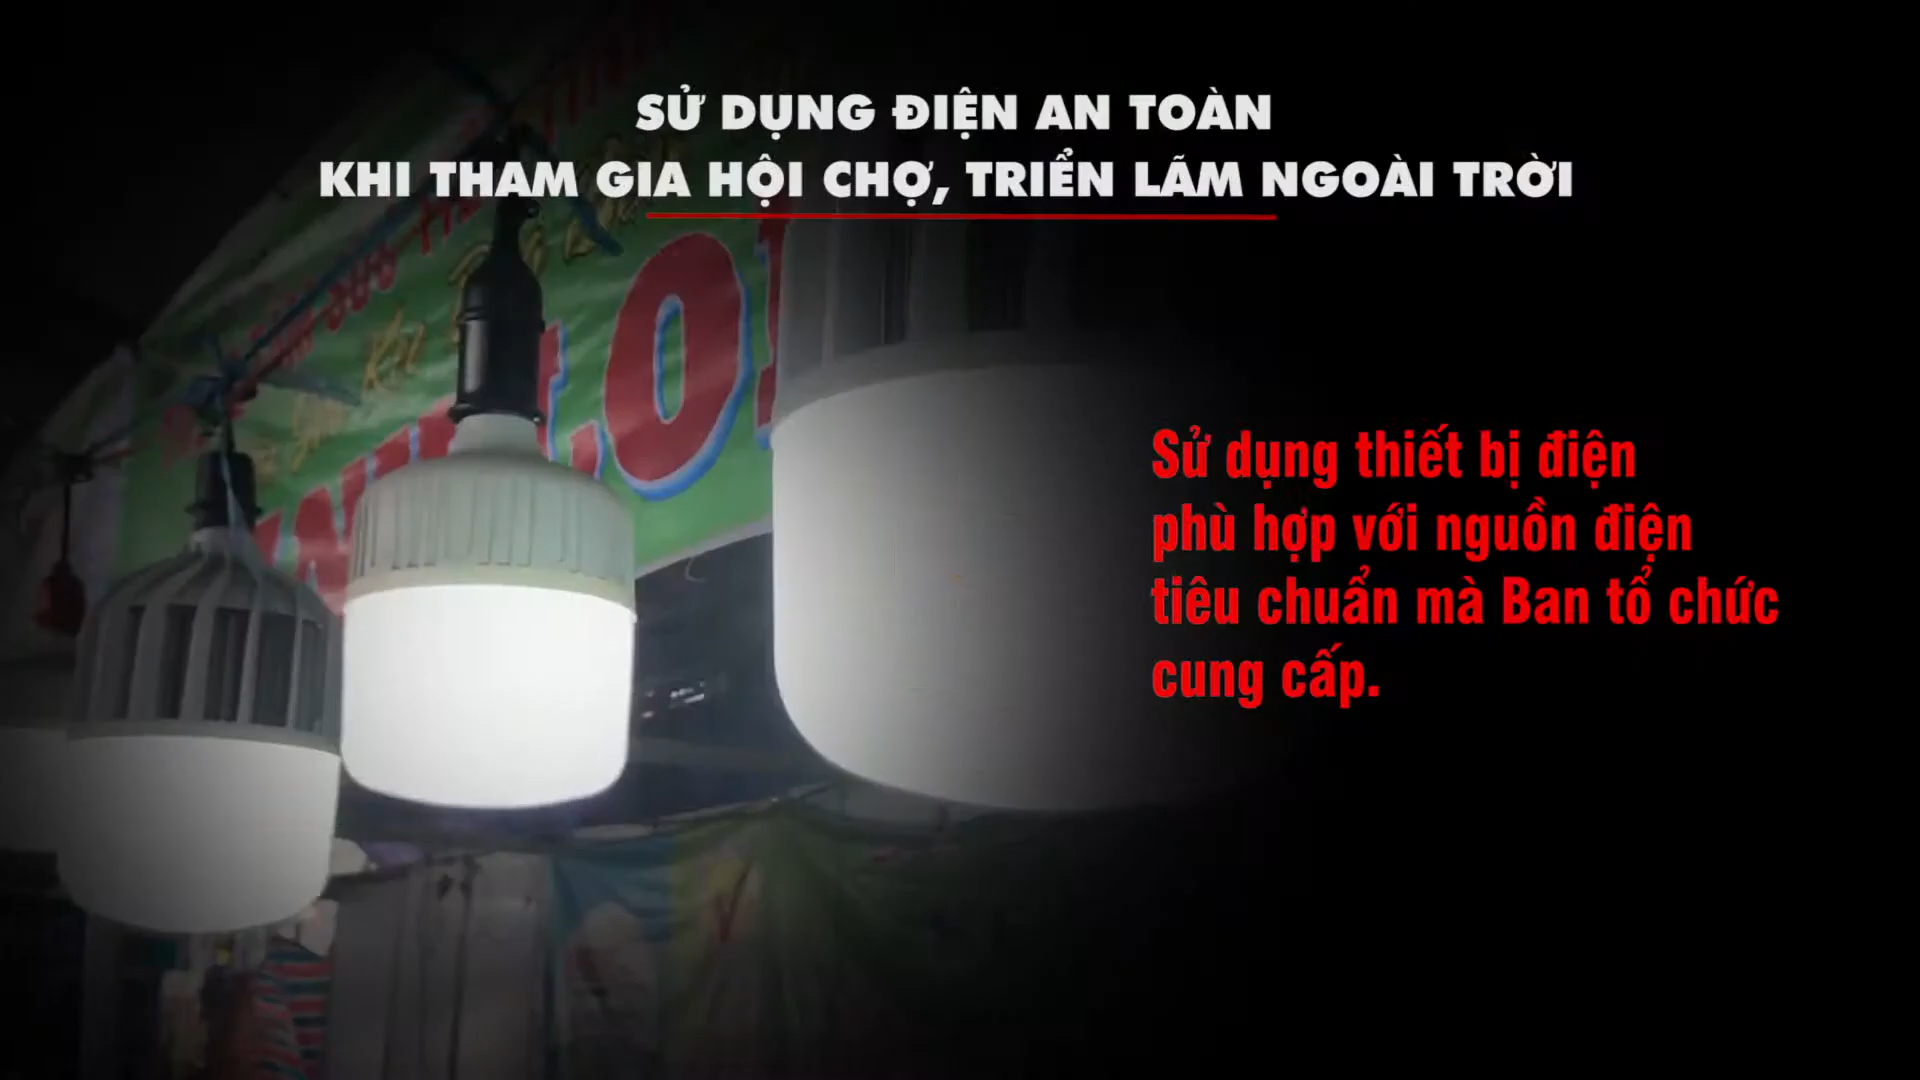 SỬ DỤNG ĐIỆN AN TOÀN
KHI THAM GIA HỘI CHỢ, TRIỂN LÃM NGOÀI TRỜI
Sử dụng thiết bị điện
phù hợp với nguồn điện
tiêu chuẩn mà Ban tổ chức
cung cấp.